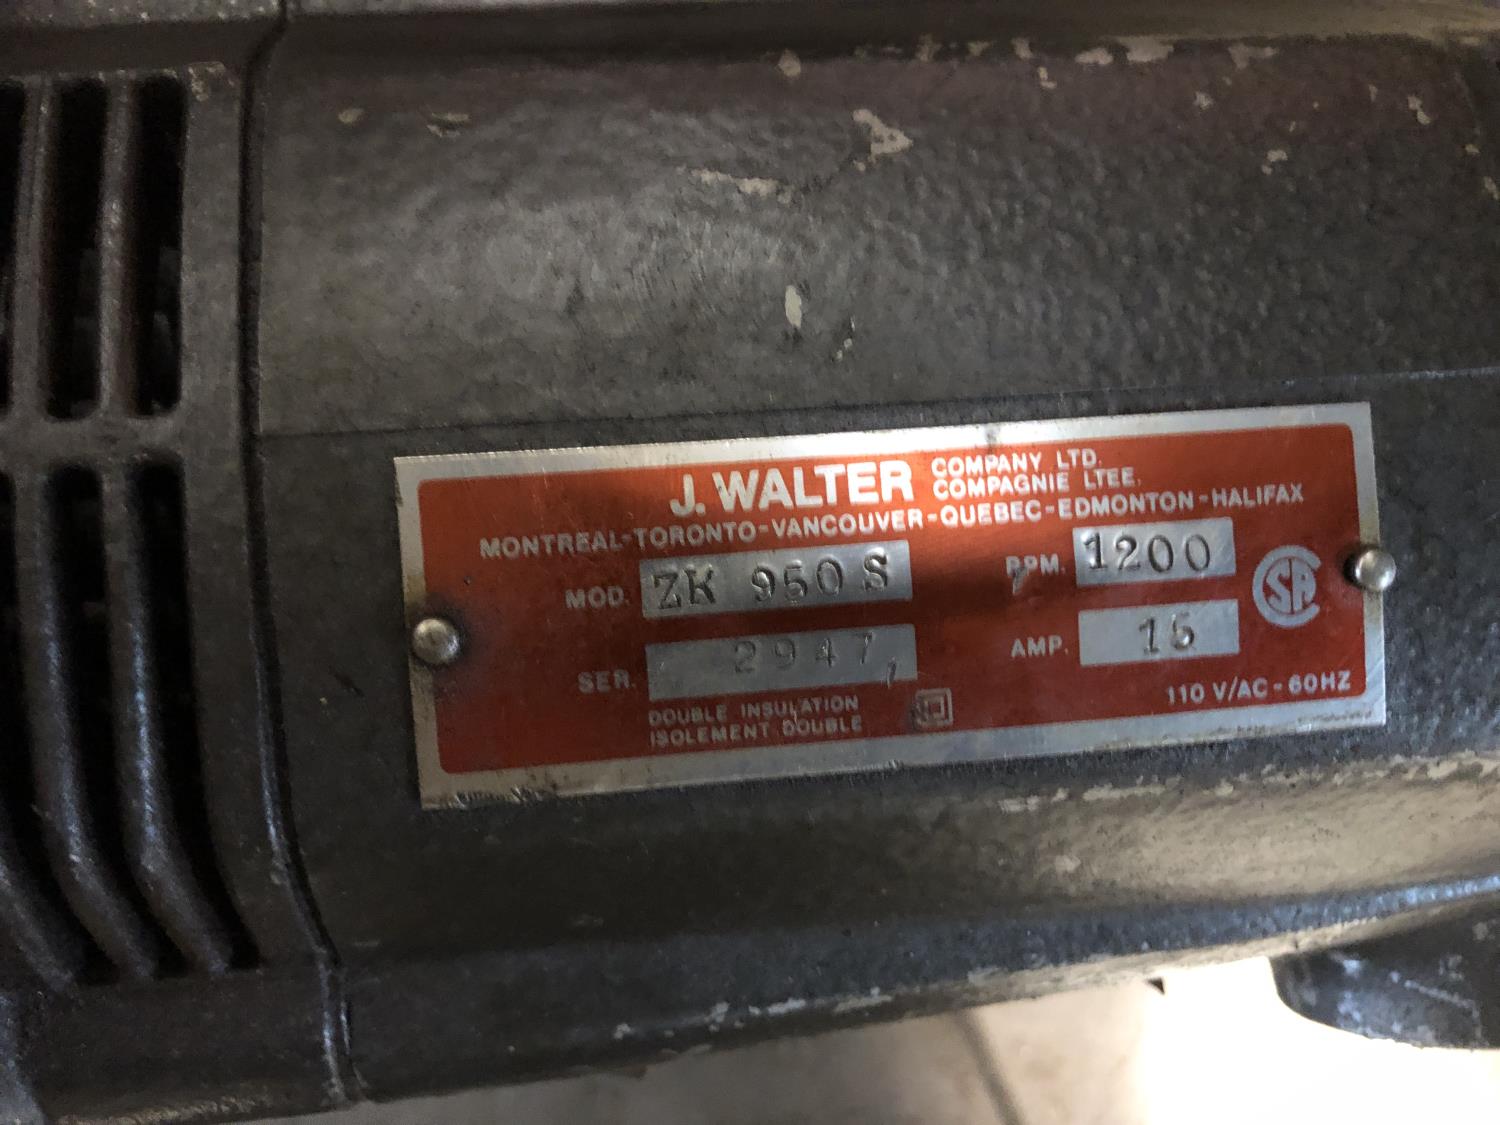 J. WALTER COMPANY LTD.
COMPAGNIE LTEE.
MONTREAL-TORONTO-VANCOUVER-QUEBEC-EDMONTON-HALIFAX
MOD. ZK 950 S RPM. 1200
SER. 2947, AMP. 15
DOUBLE INSULATION
ISOLEMENT DOUBLE
110 V/AC-60HZ
CSA